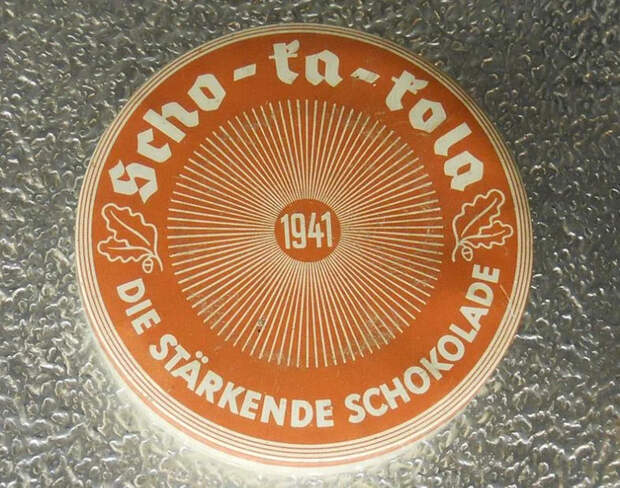 Scho-ka-kola
1941
DIE STÄRKENDE SCHOKOLADE